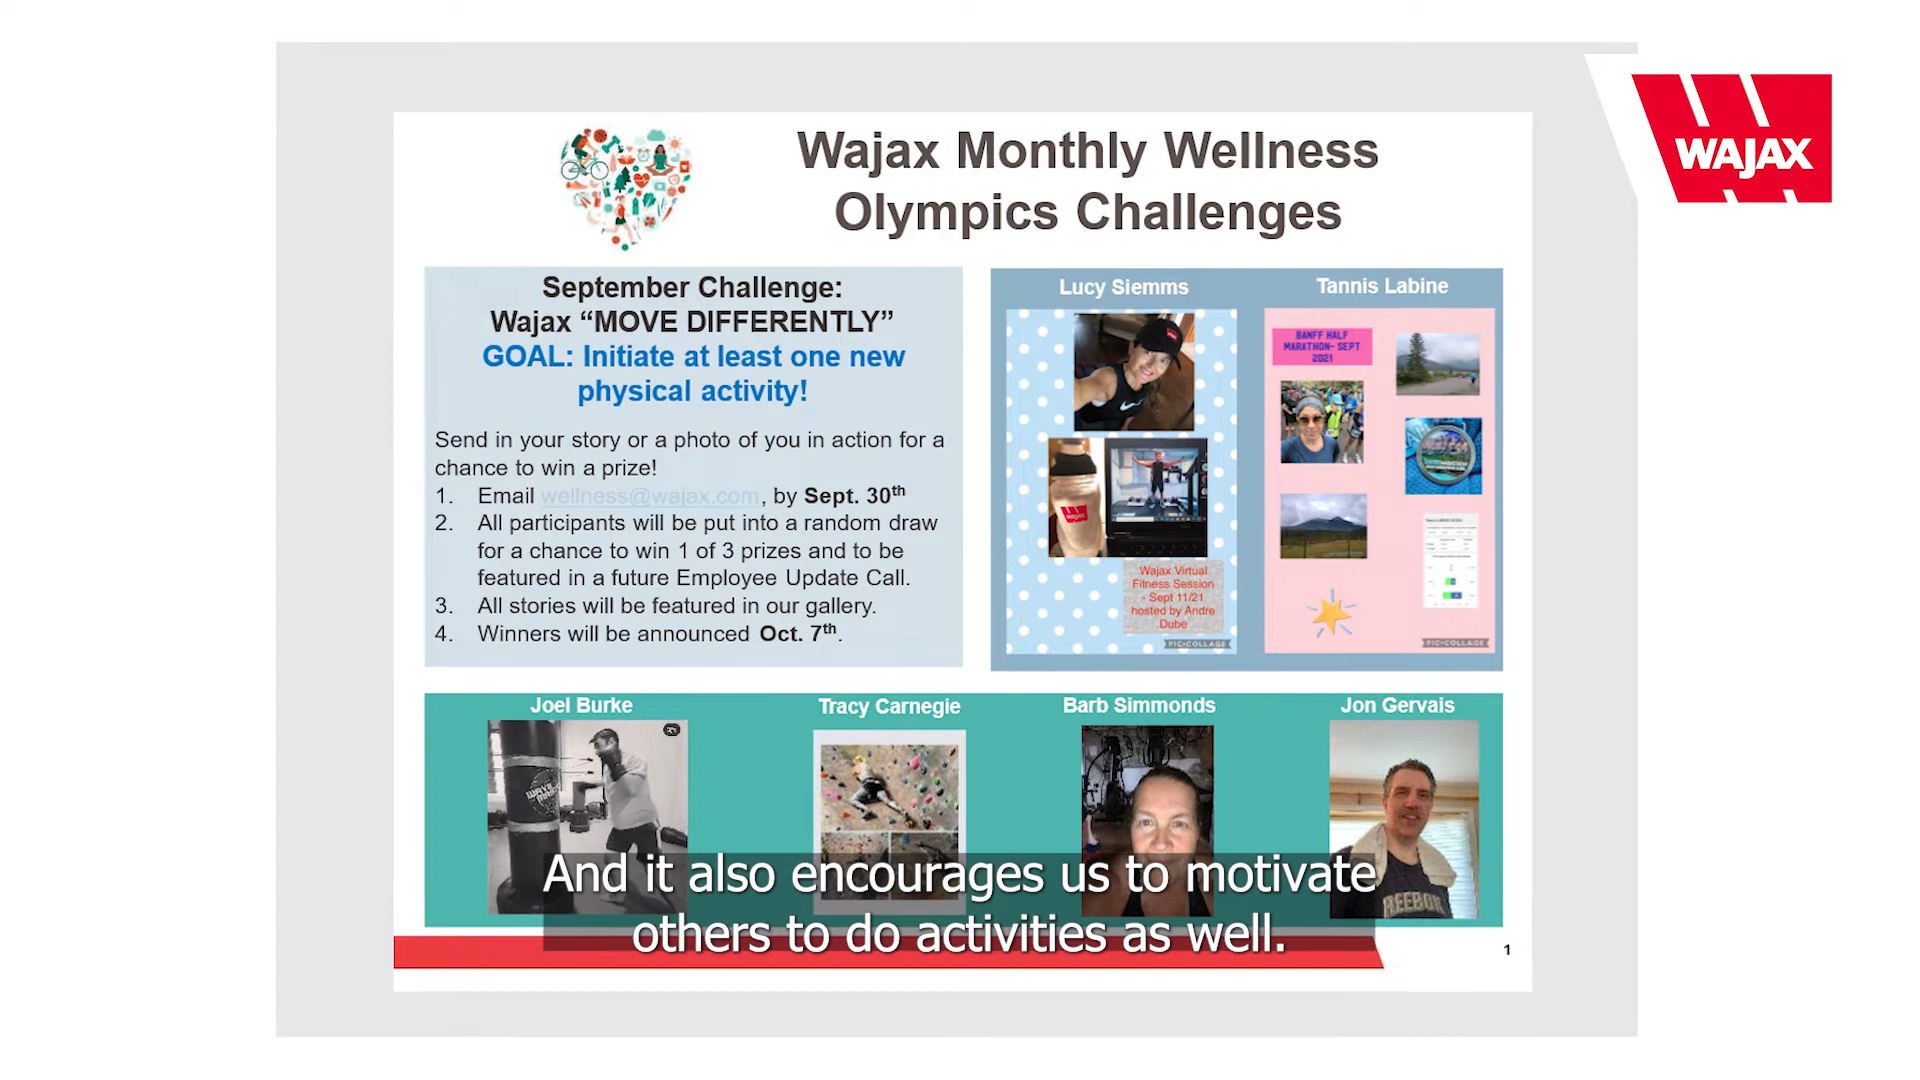 WAJAX
Wajax Monthly Wellness
Olympics Challenges
September Challenge:
Wajax “MOVE DIFFERENTLY”
GOAL: Initiate at least one new
physical activity!
Send in your story or a photo of you in action for a
chance to win a prize!
1. Email wellness@wajax.com, by Sept. 30th
2. All participants will be put into a random draw
for a chance to win 1 of 3 prizes and to be
featured in a future Employee Update Call.
3. All stories will be featured in our gallery.
4. Winners will be announced Oct. 7th.
Lucy Siemms
WAJAX
Wajax Virtual
Fitness Session
- Sept 11/21
hosted by Andre
Dube
PIC•COLLAGE
Tannis Labine
BANFF HALF
MARATHON- SEPT
2021
PIC•COLLAGE
Joel Burke
Tracy Carnegie
Barb Simmonds
Jon Gervais
REEBOK
And it also encourages us to motivate
others to do activities as well.
1